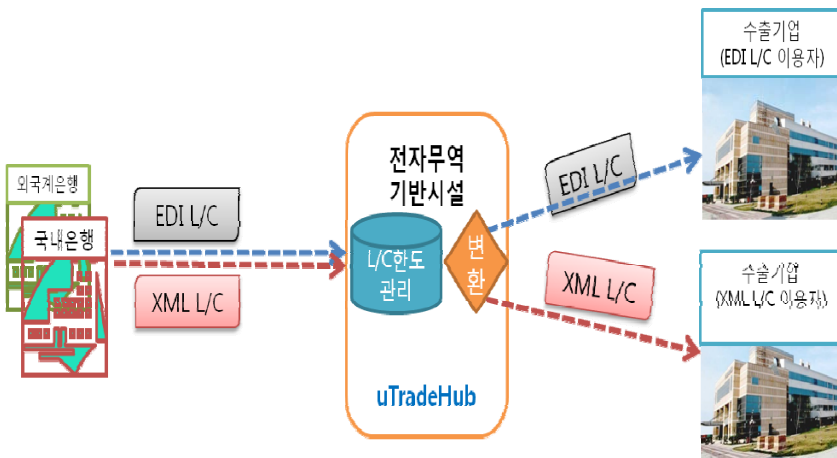 외국계은행
국내은행
EDI L/C
XML L/C
전자무역
기반시설
L/C한도
관리
변
환
uTradeHub
EDI L/C
XML L/C
수출기업
(EDI L/C 이용자)
수출기업
(XML L/C 이용자)